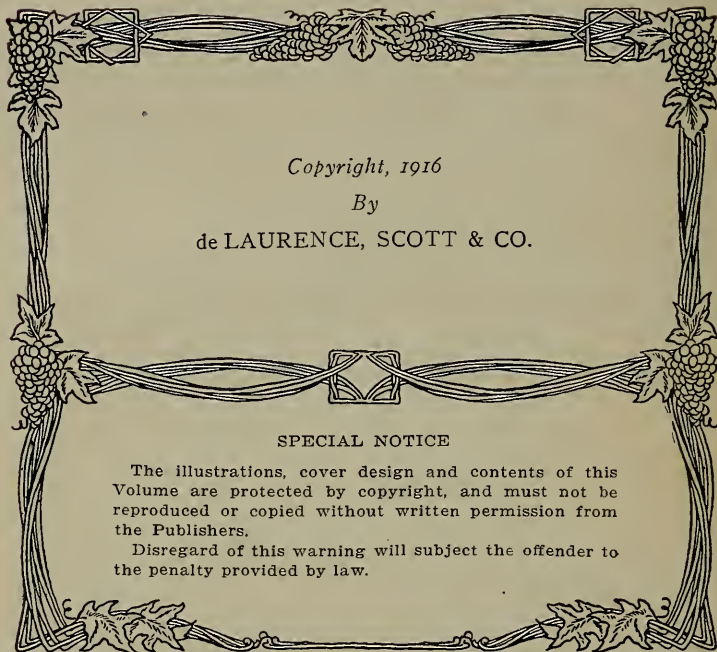 Copyright, 1916
By
de LAURENCE, SCOTT & CO.
SPECIAL NOTICE
The illustrations, cover design and contents of this
Volume are protected by copyright, and must not be
reproduced or copied without written permission from
the Publishers.
Disregard of this warning will subject the offender to
the penalty provided by law.